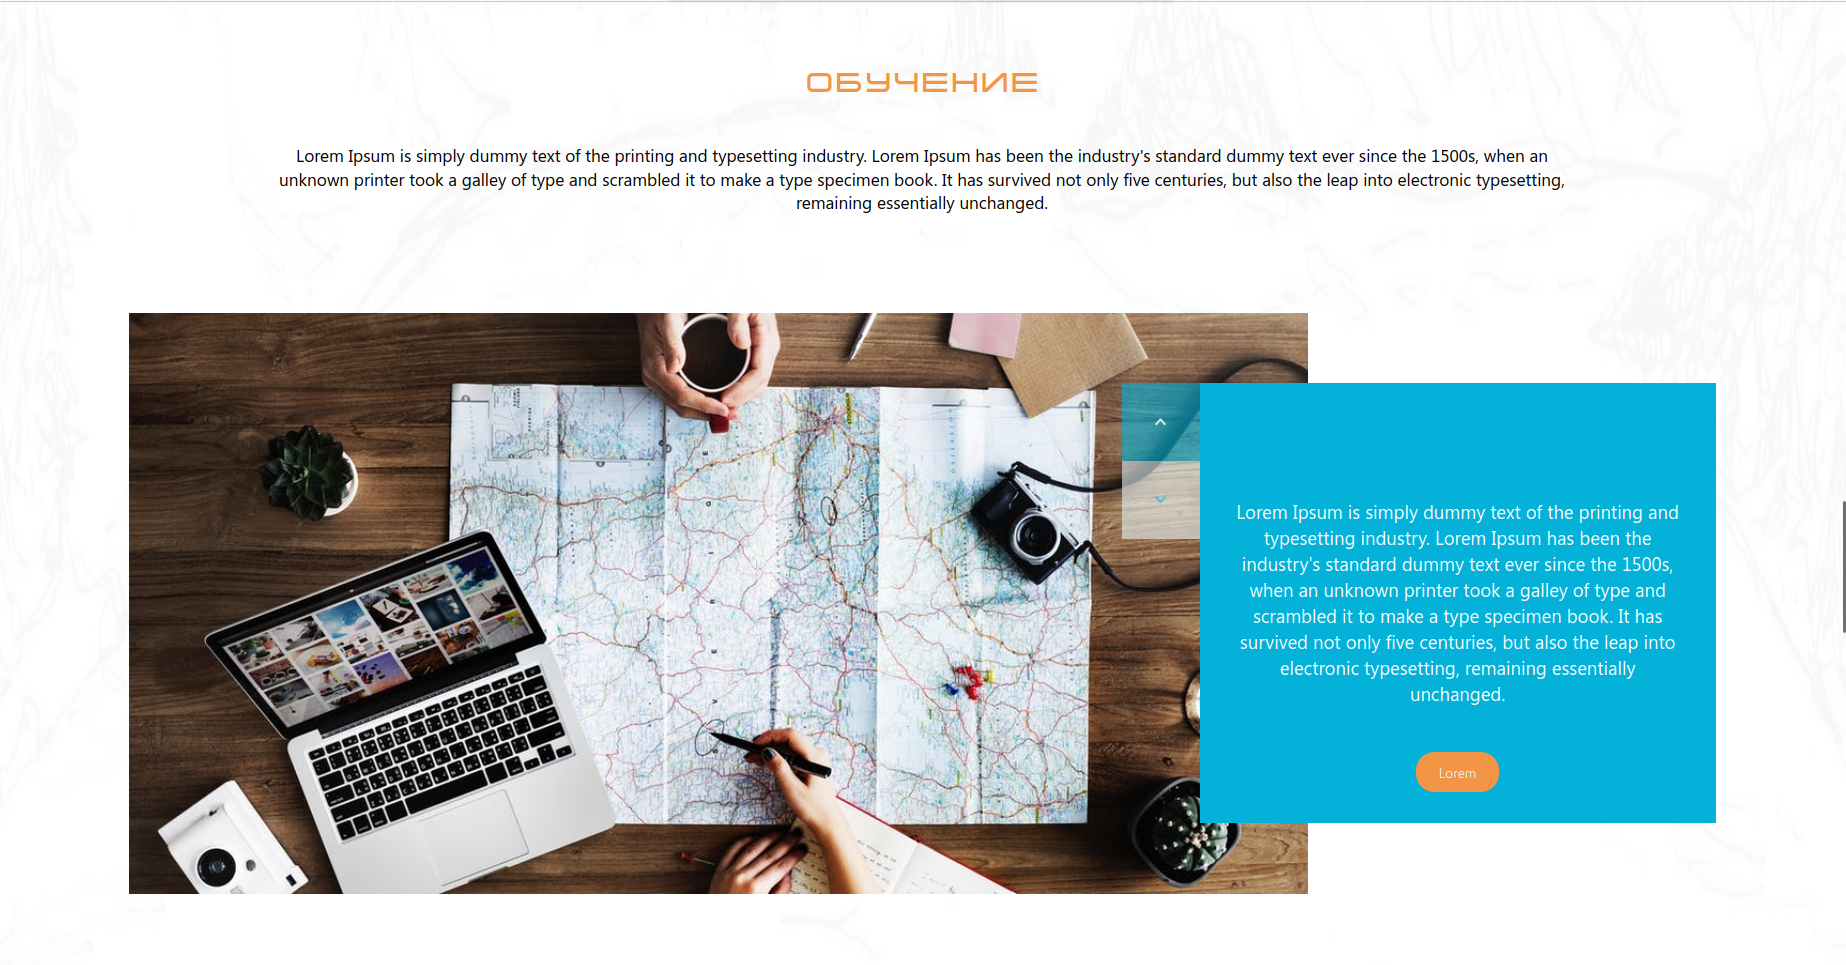 ОБУЧЕНИЕ
Lorem Ipsum is simply dummy text of the printing and typesetting industry. Lorem Ipsum has been the industry's standard dummy text ever since the 1500s, when an
unknown printer took a galley of type and scrambled it to make a type specimen book. It has survived not only five centuries, but also the leap into electronic typesetting,
remaining essentially unchanged.
Lorem Ipsum is simply dummy text of the printing and
typesetting industry. Lorem Ipsum has been the
industry's standard dummy text ever since the 1500s,
when an unknown printer took a galley of type and
scrambled it to make a type specimen book. It has
survived not only five centuries, but also the leap into
electronic typesetting, remaining essentially
unchanged.
Lorem